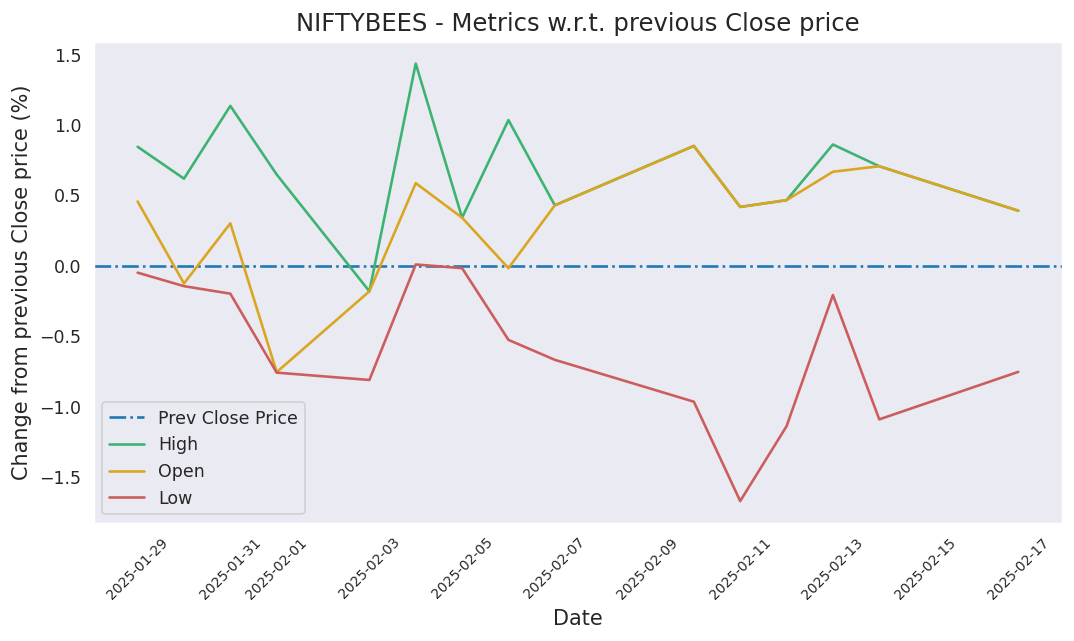 NIFTYBEES - Metrics w.r.t. previous Close price
Change from previous Close price (%)
1.5
1.0
0.5
0.0
−0.5
−1.0
−1.5
Prev Close Price
High
Open
Low
2025-01-29
2025-01-31
2025-02-01
2025-02-03
2025-02-05
2025-02-07
2025-02-09
2025-02-11
2025-02-13
2025-02-15
2025-02-17
Date